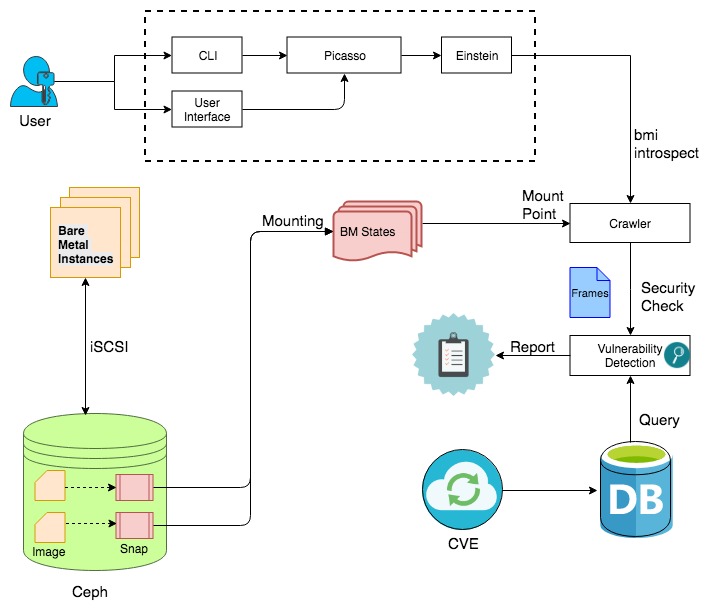 CLI
Picasso
Einstein
User
Interface
User
bmi
introspect
Mount
Point
Mounting
BM States
Crawler
Bare
Metal
Instances
Frames
Security
Check
iSCSI
Report
Vulnerability
Detection
Query
DB
CVE
Image
Snap
Ceph